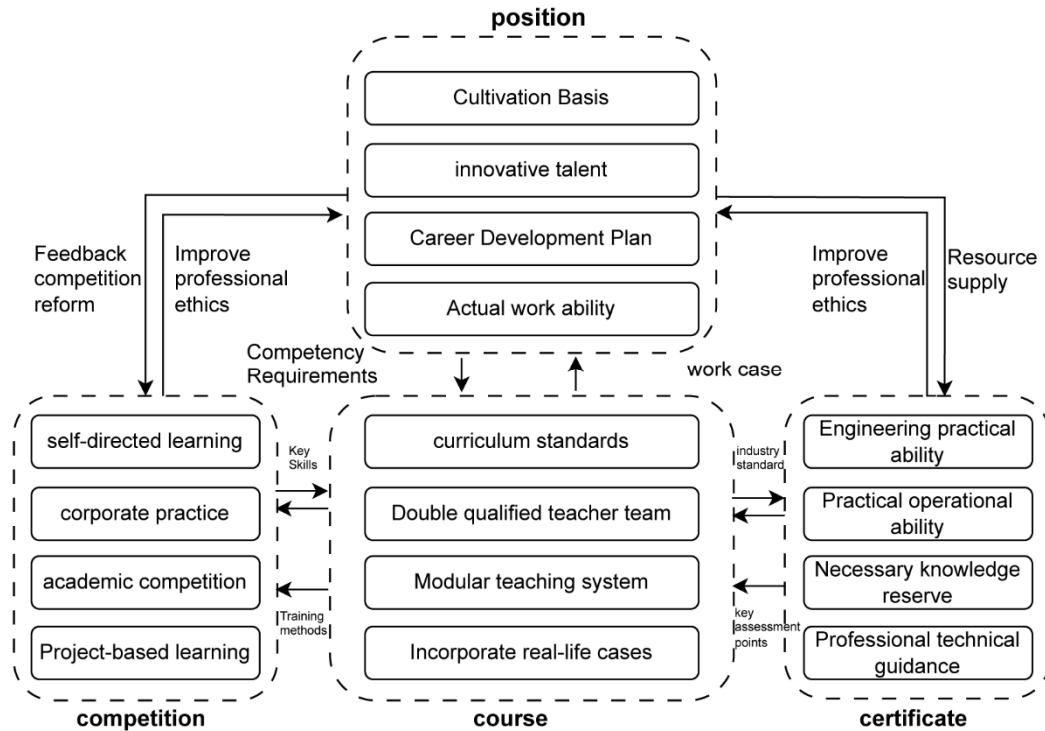 position
Cultivation Basis
innovative talent
Career Development Plan
Actual work ability
Feedback
competition
reform
Improve
professional
ethics
Improve
professional
ethics
Resource
supply
Competency
Requirements
work case
self-directed learning
corporate practice
academic competition
Project-based learning
competition
Key
Skills
Training
methods
curriculum standards
Double qualified teacher team
Modular teaching system
Incorporate real-life cases
course
industry
standard
key
assessment
points
Engineering practical
ability
Practical operational
ability
Necessary knowledge
reserve
Professional technical
guidance
certificate